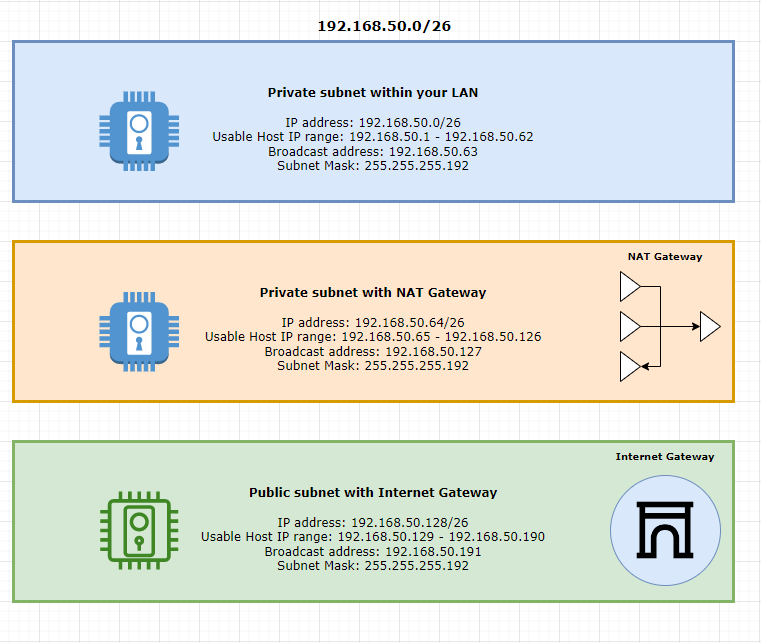 192.168.50.0/26
Private subnet within your LAN
IP address: 192.168.50.0/26
Usable Host IP range: 192.168.50.1 - 192.168.50.62
Broadcast address: 192.168.50.63
Subnet Mask: 255.255.255.192
NAT Gateway
Private subnet with NAT Gateway
IP address: 192.168.50.64/26
Usable Host IP range: 192.168.50.65 - 192.168.50.126
Broadcast address: 192.168.50.127
Subnet Mask: 255.255.255.192
Internet Gateway
Public subnet with Internet Gateway
IP address: 192.168.50.128/26
Usable Host IP range: 192.168.50.129 - 192.168.50.190
Broadcast address: 192.168.50.191
Subnet Mask: 255.255.255.192